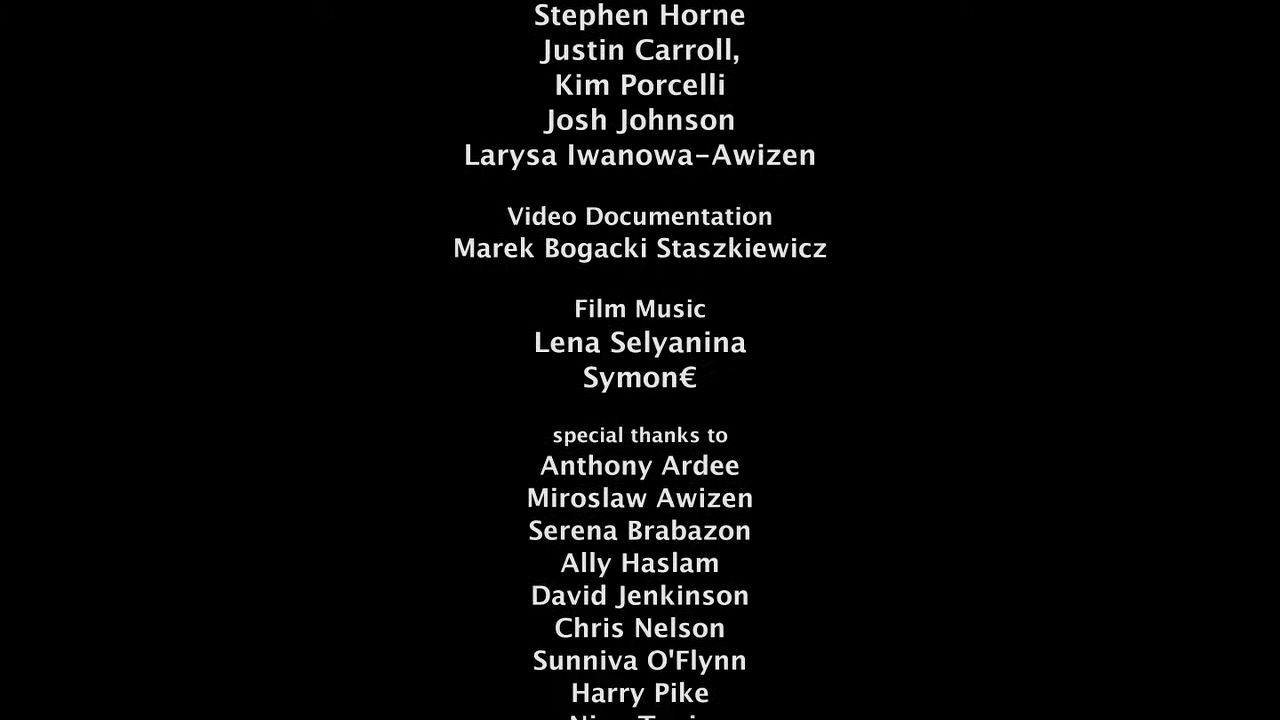 Stephen Horne
Justin Carroll,
Kim Porcelli
Josh Johnson
Larysa Iwanowa-Awizen
Video Documentation
Marek Bogacki Staszkiewicz
Film Music
Lena Selyanina
Symon€
special thanks to
Anthony Ardee
Miroslaw Awizen
Serena Brabazon
Ally Haslam
David Jenkinson
Chris Nelson
Sunniva O'Flynn
Harry Pike